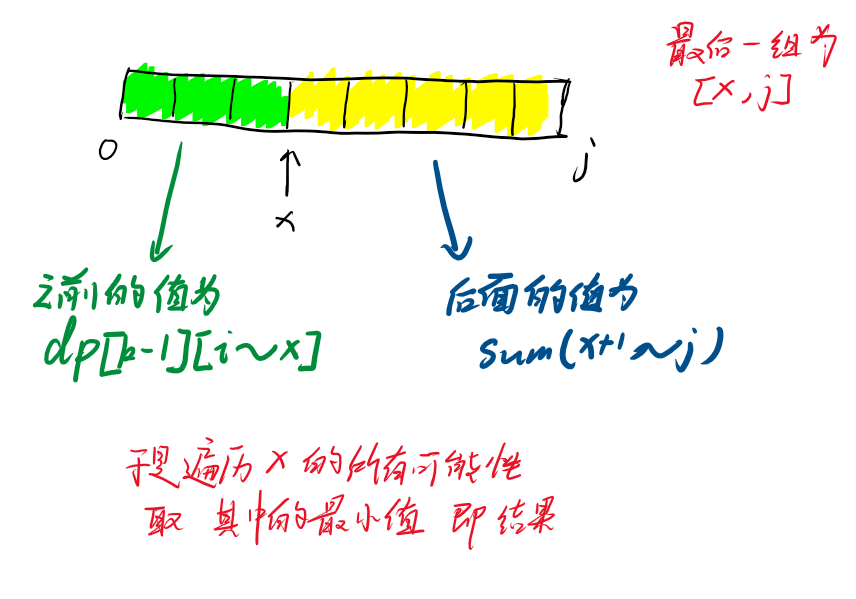 最后一组为
[x,j]
0
x
j
之前的值为
dp[k-1][i~x]
后面的值为
sum(x+1~j)
于是遍历x的所有可能性
取 其中的最小值 即结果